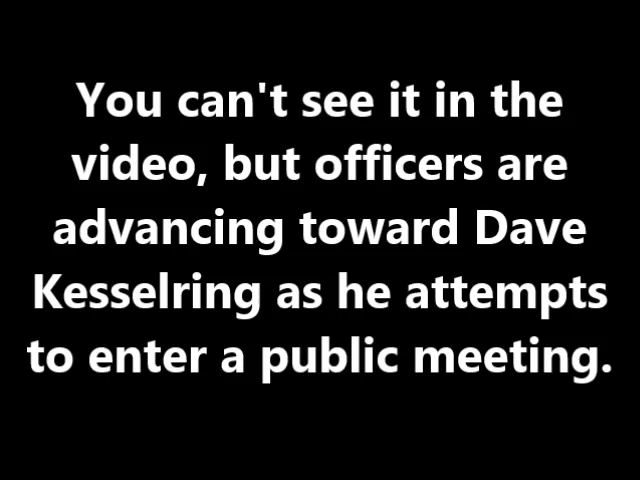 You can't see it in the
video, but officers are
advancing toward Dave
Kesselring as he attempts
to enter a public meeting.